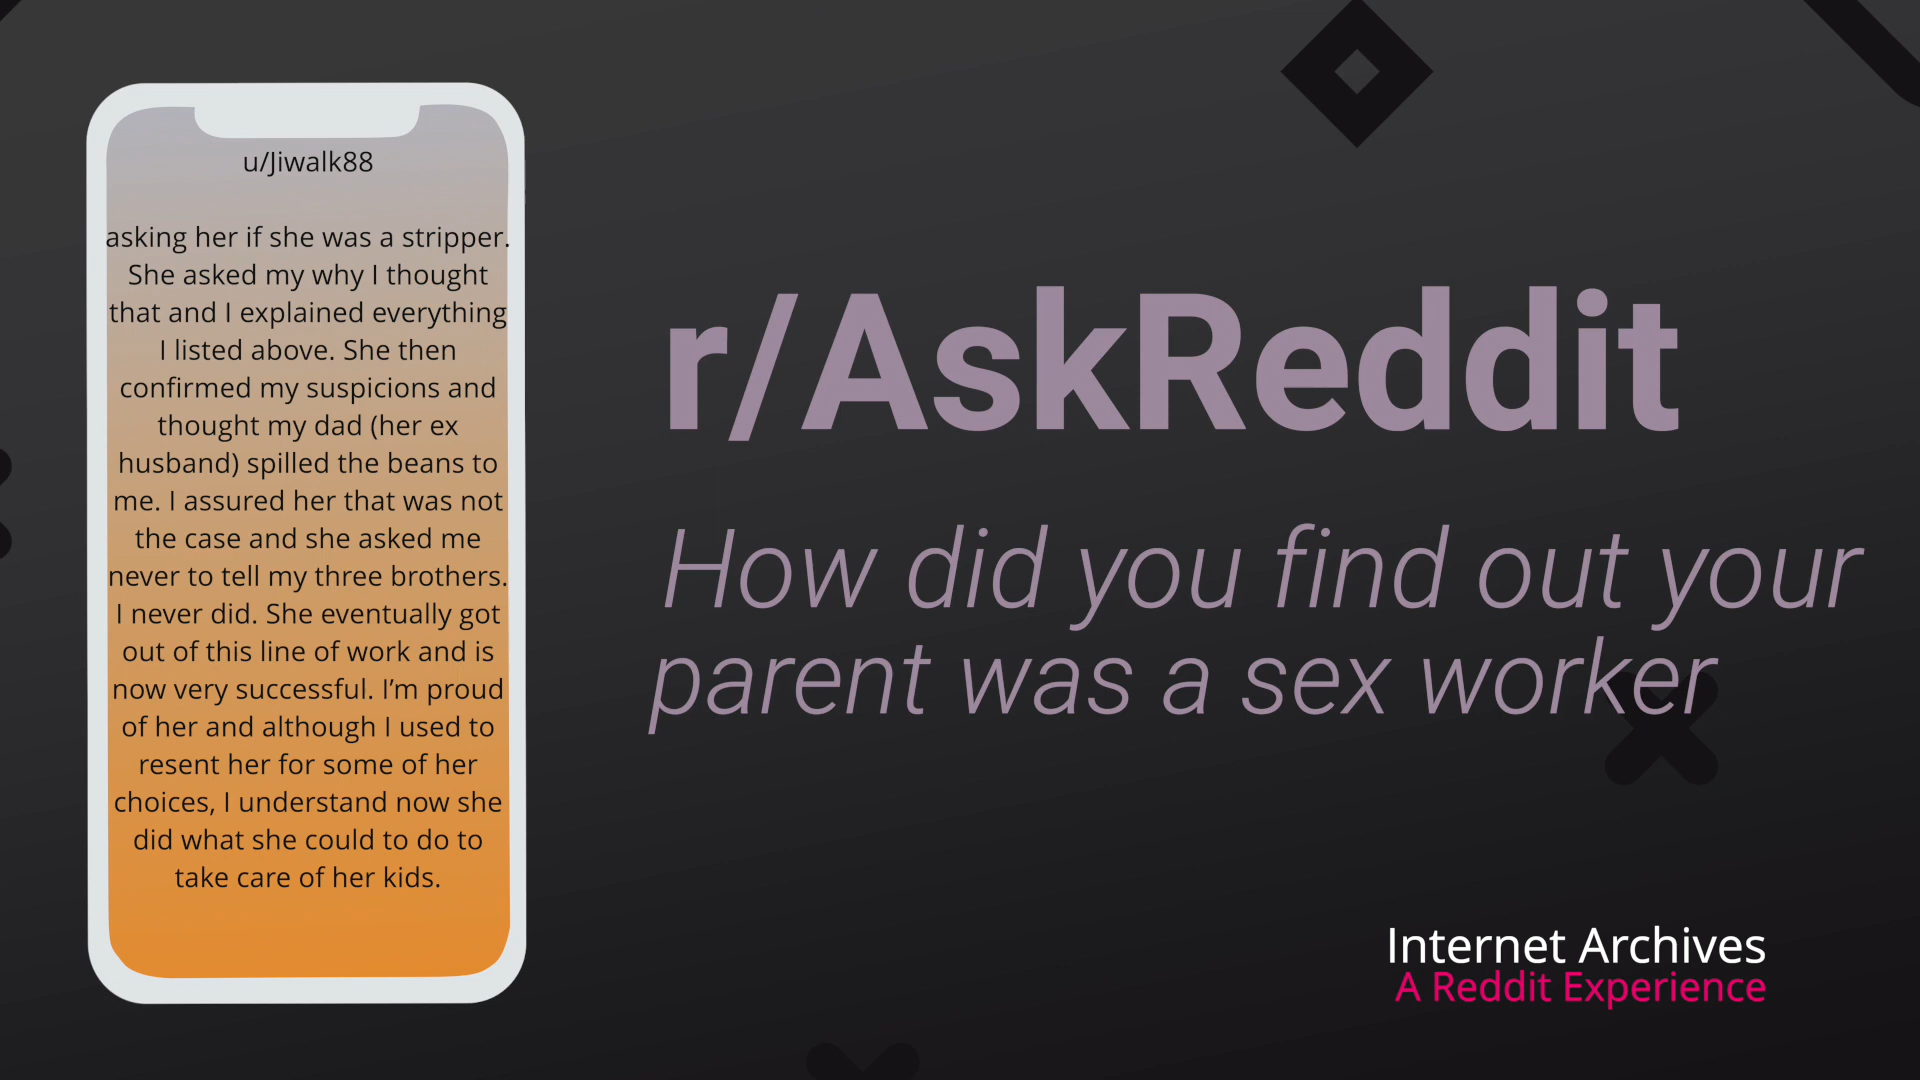 u/Jiwalk88
asking her if she was a stripper.
She asked my why I thought
that and I explained everything
I listed above. She then
confirmed my suspicions and
thought my dad (her ex
husband) spilled the beans to
me. I assured her that was not
the case and she asked me
never to tell my three brothers.
I never did. She eventually got
out of this line of work and is
now very successful. I’m proud
of her and although I used to
resent her for some of her
choices, I understand now she
did what she could to do to
take care of her kids.
r/AskReddit
How did you find out your
parent was a sex worker
Internet Archives
A Reddit Experience